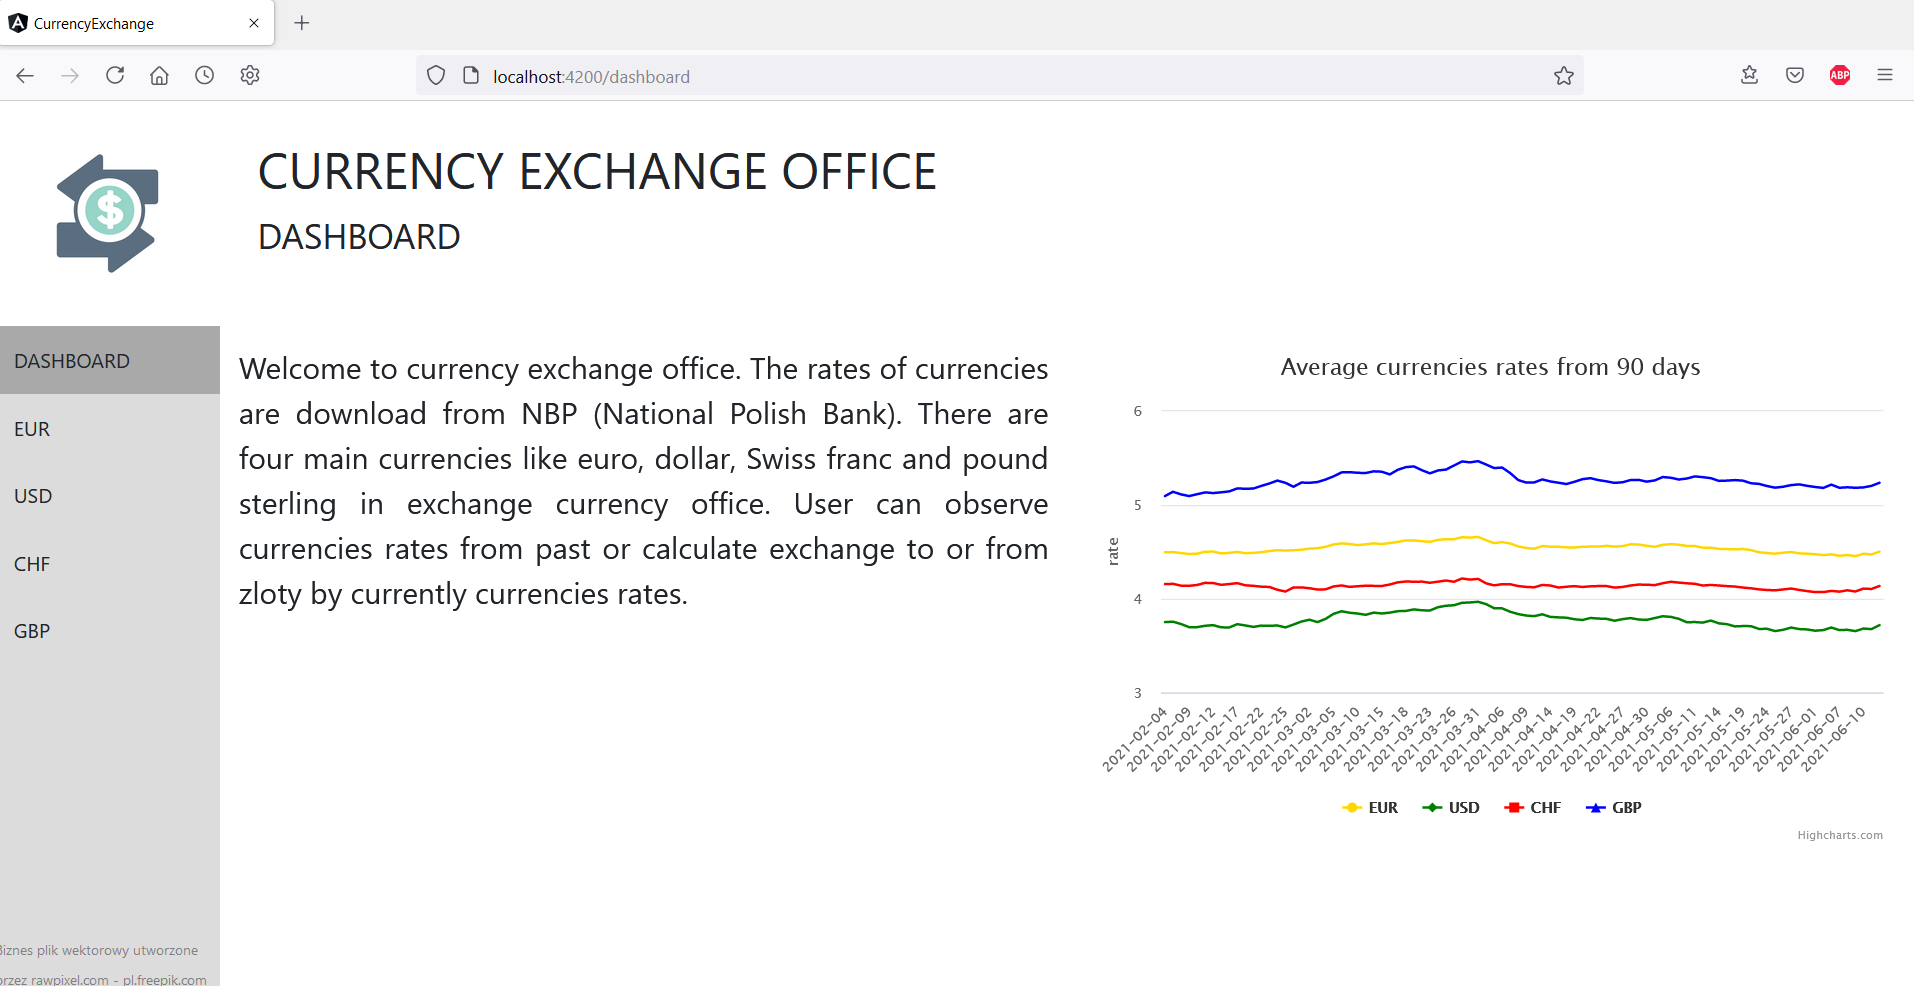 CurrencyExchange
localhost:4200/dashboard
ABP
$
CURRENCY EXCHANGE OFFICE
DASHBOARD
DASHBOARD
EUR
USD
CHF
GBP
Welcome to currency exchange office. The rates of currencies
are download from NBP (National Polish Bank). There are
four main currencies like euro, dollar, Swiss franc and pound
sterling in exchange currency office. User can observe
currencies rates from past or calculate exchange to or from
zloty by currently currencies rates.
Average currencies rates from 90 days
6
5
4
3
rate
2021-02-04
2021-02-09
2021-02-12
2021-02-17
2021-02-22
2021-02-25
2021-03-02
2021-03-05
2021-03-10
2021-03-15
2021-03-18
2021-03-23
2021-03-26
2021-03-31
2021-04-06
2021-04-09
2021-04-14
2021-04-19
2021-04-22
2021-04-27
2021-04-30
2021-05-06
2021-05-11
2021-05-14
2021-05-19
2021-05-24
2021-05-27
2021-06-01
2021-06-07
2021-06-10
EUR USD CHF GBP
Highcharts.com
Biznes plik wektorowy utworzone
przez rawpixel.com - pl.freepik.com